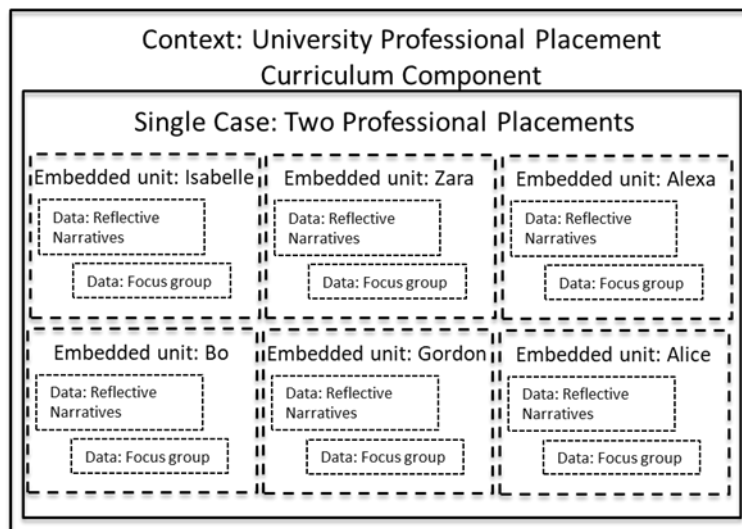 Context: University Professional Placement
Curriculum Component
Single Case: Two Professional Placements
Embedded unit: Isabelle
Data: Reflective
Narratives
Data: Focus group
Embedded unit: Zara
Data: Reflective
Narratives
Data: Focus group
Embedded unit: Alexa
Data: Reflective
Narratives
Data: Focus group
Embedded unit: Bo
Data: Reflective
Narratives
Data: Focus group
Embedded unit: Gordon
Data: Reflective
Narratives
Data: Focus group
Embedded unit: Alice
Data: Reflective
Narratives
Data: Focus group